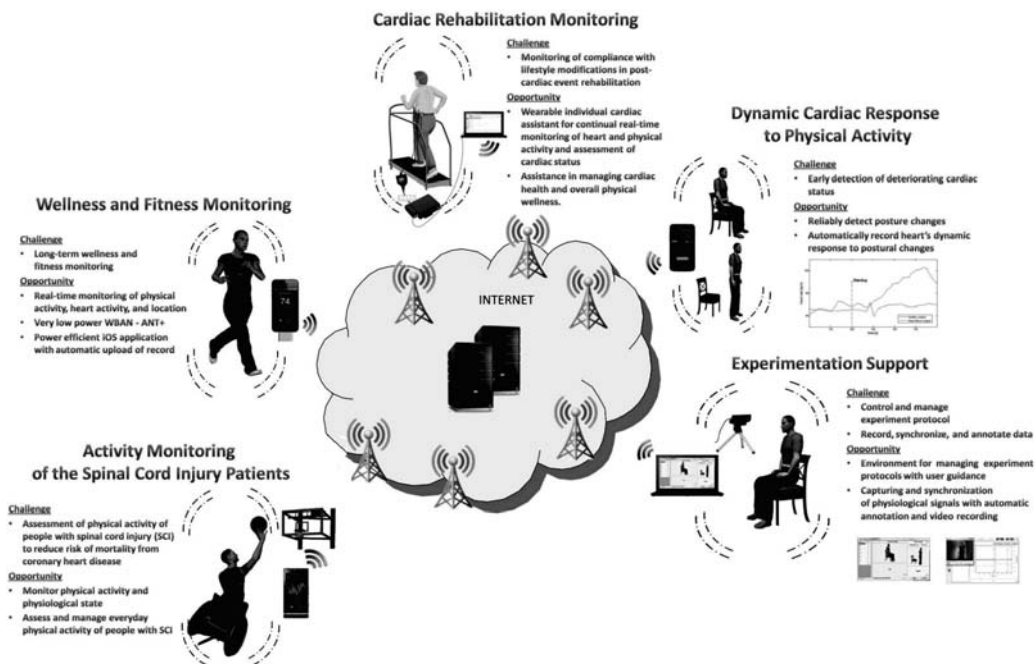 Cardiac Rehabilitation Monitoring
Challenge
• Monitoring of compliance with
lifestyle modifications in post-
cardiac event rehabilitation
Opportunity
• Wearable individual cardiac
assistant for continual real-time
monitoring of heart and physical
activity and assessment of
cardiac status
• Assistance in managing cardiac
health and overall physical
wellness.
Dynamic Cardiac Response
to Physical Activity
Challenge
• Early detection of deteriorating cardiac
status
Opportunity
• Reliably detect posture changes
• Automatically record heart's dynamic
response to postural changes
Wellness and Fitness Monitoring
Challenge
• Long-term wellness and
fitness monitoring
Opportunity
• Real-time monitoring of physical
activity, heart activity, and location
• Very low power WBAN - ANT+
• Power efficient iOS application
with automatic upload of record
74
INTERNET
Experimentation Support
Challenge
• Control and manage
experiment protocol
• Record, synchronize, and annotate data
Opportunity
• Environment for managing experiment
protocols with user guidance
• Capturing and synchronization
of physiological signals with automatic
annotation and video recording
Activity Monitoring
of the Spinal Cord Injury Patients
Challenge
• Assessment of physical activity of
people with spinal cord injury (SCI)
to reduce risk of mortality from
coronary heart disease
Opportunity
• Monitor physical activity and
physiological state
• Assess and manage everyday
physical activity of people with SCI